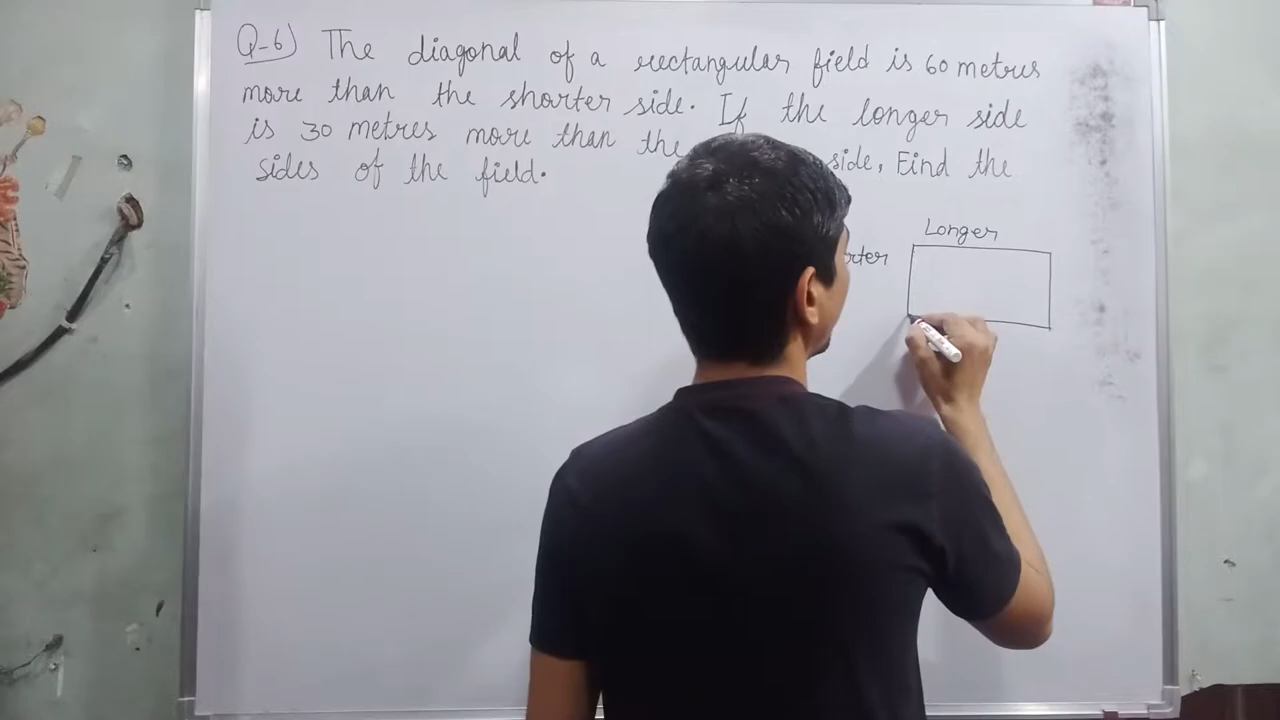 Q-6) The diagonal of a rectangular field is 60 metres
more than the shorter side. If the longer side
is 30 metres more than the side, Find the
sides of the field.
Longer